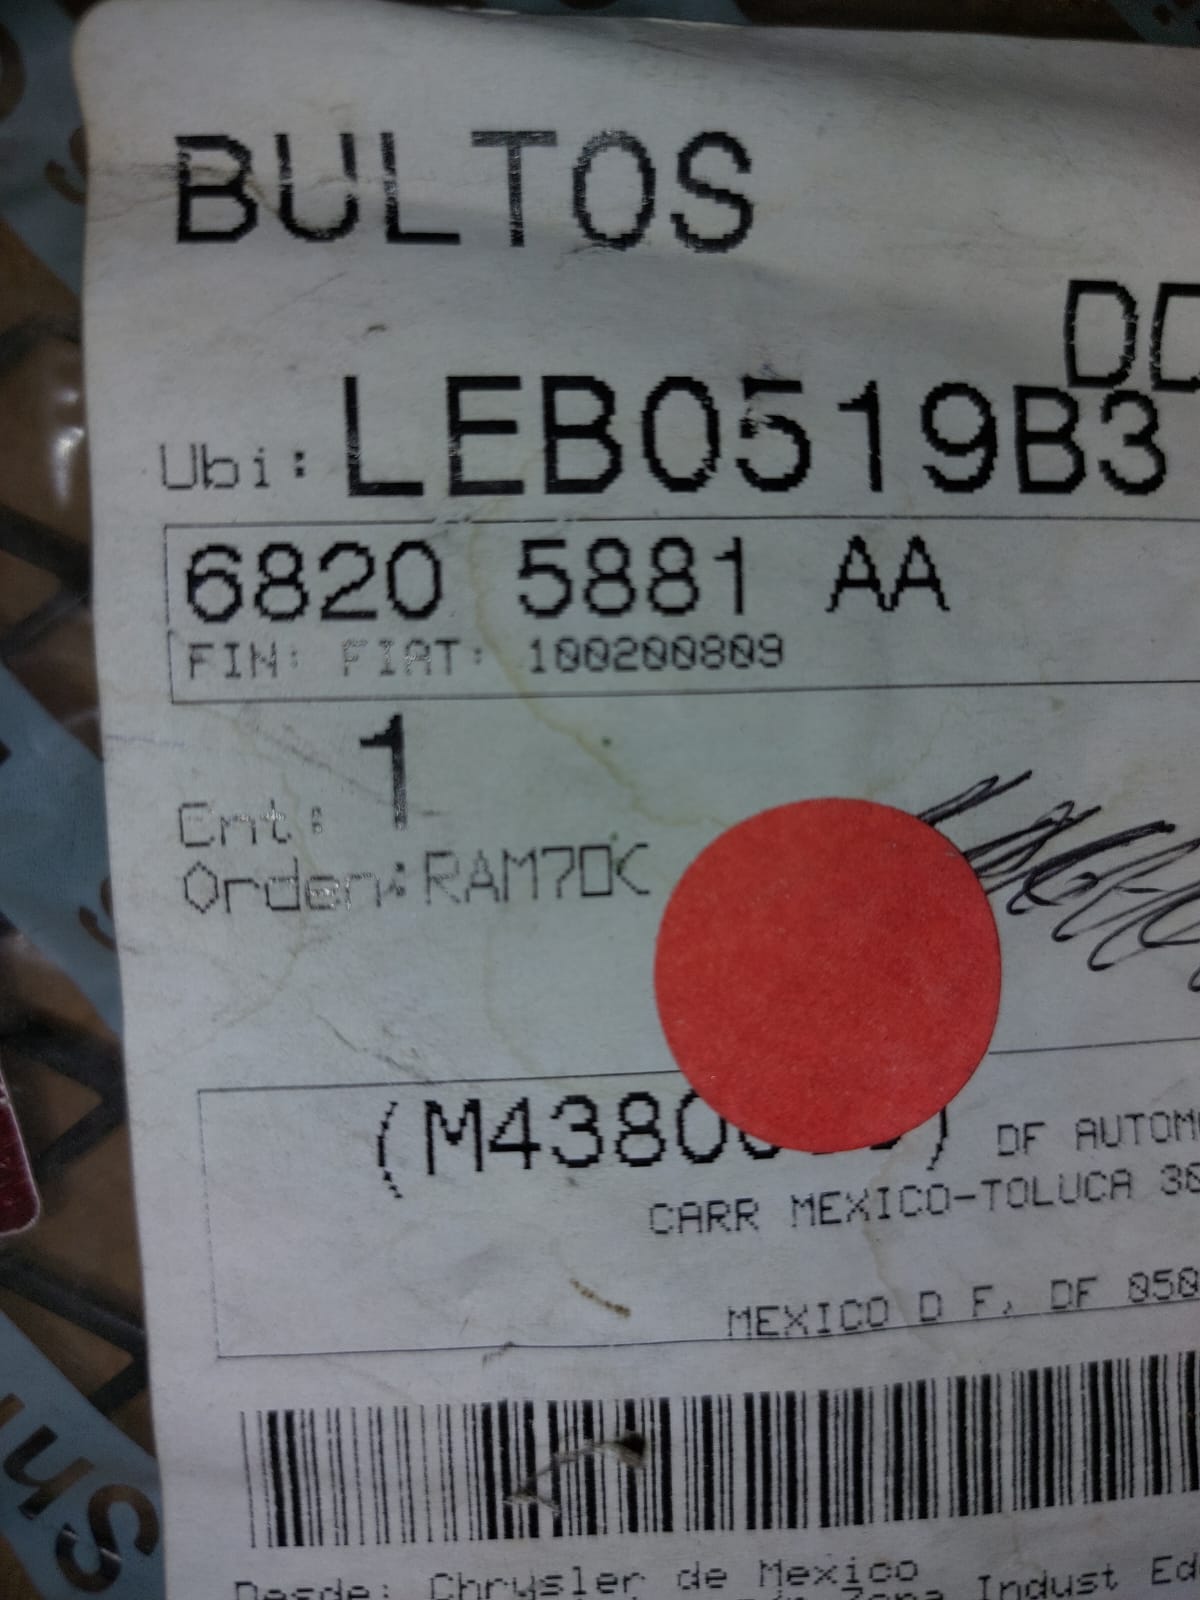 BULTOS
DD
Ubi: LEB0519B3
6820 5881 AA
FIN: FIAT: 100200809
Cnt: 1
Orden: RAM70K
DF
CARR MEXICO-TOLUCA
MEXICO D F, DF
Desde: Chrysler de Mexico
Zona Indust